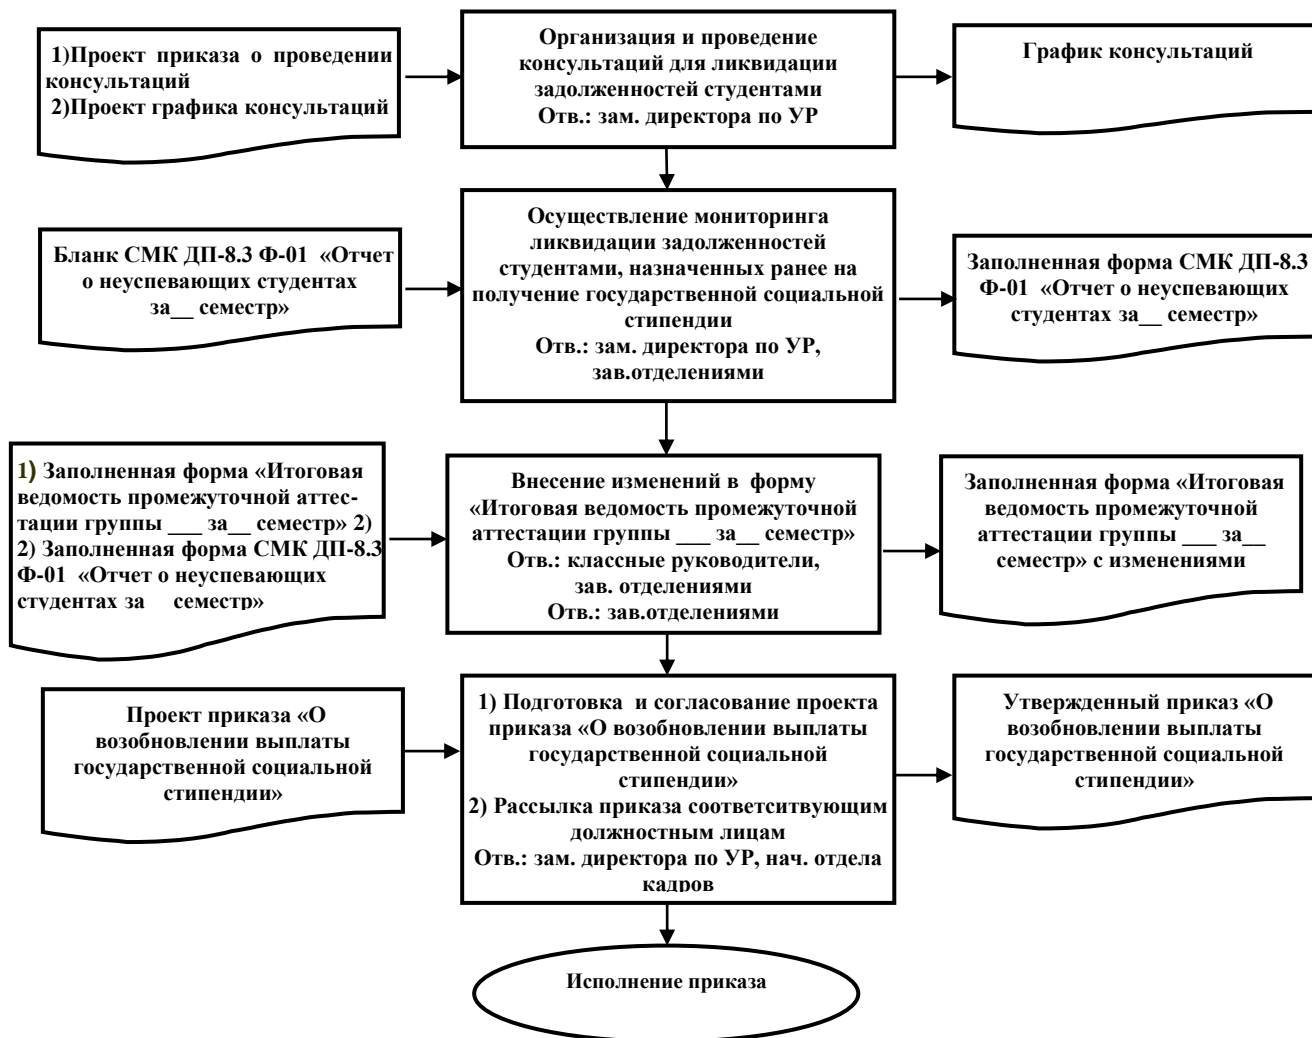 1)Проект приказа о проведении
консультаций
2)Проект графика консультаций
Организация и проведение
консультаций для ликвидации
задолженностей студентами
Отв.: зам. директора по УР
График консультаций
Бланк СМК ДП-8.3 Ф-01 «Отчет
о неуспевающих студентах
за__ семестр»
Осуществление мониторинга
ликвидации задолженностей
студентами, назначенных ранее на
получение государственной социальной
стипендии
Отв.: зам. директора по УР,
зав.отделениями
Заполненная форма СМК ДП-8.3
Ф-01 «Отчет о неуспевающих
студентах за__ семестр»
1) Заполненная форма «Итоговая
ведомость промежуточной аттес-
тации группы ___ за__ семестр» 2)
2) Заполненная форма СМК ДП-8.3
Ф-01 «Отчет о неуспевающих
студентах за__ семестр»
Внесение изменений в форму
«Итоговая ведомость промежуточной
аттестации группы ___ за__ семестр»
Отв.: классные руководители,
зав. отделениями
Отв.: зав.отделениями
Заполненная форма «Итоговая
ведомость промежуточной
аттестации группы ___ за__
семестр» с изменениями
Проект приказа «О
возобновлении выплаты
государственной социальной
стипендии»
1) Подготовка и согласование проекта
приказа «О возобновлении выплаты
государственной социальной
стипендии»
2) Рассылка приказа соответситвующим
должностным лицам
Отв.: зам. директора по УР, нач. отдела
кадров
Утвержденный приказ «О
возобновлении выплаты
государственной социальной
стипендии»
Исполнение приказа